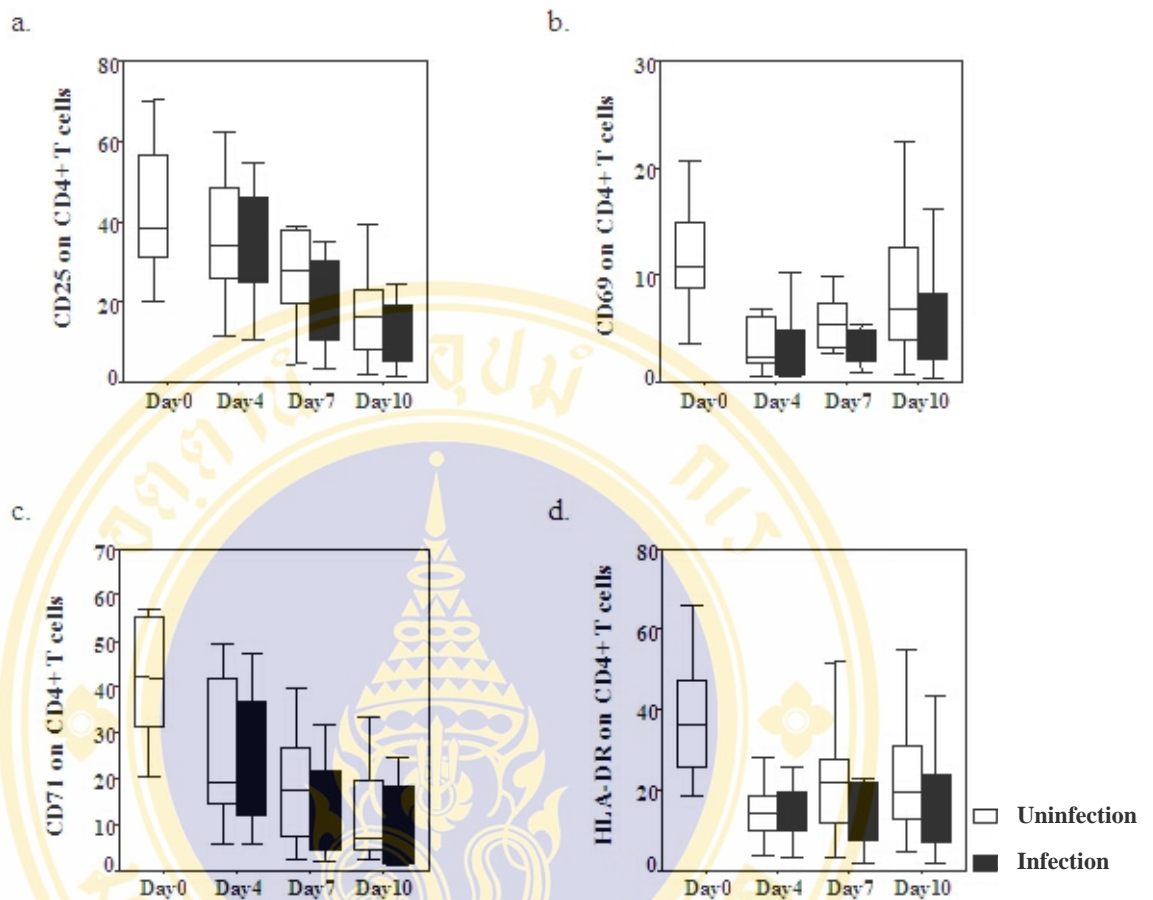 a.
CD25 on CD4+ T cells
80
60
40
20
0
Day0 Day4 Day7 Day10
b.
CD69 on CD4+ T cells
30
20
10
0
Day0 Day4 Day7 Day10
c.
CD71 on CD4+ T cells
70
60
50
40
30
20
10
0
Day0 Day4 Day7 Day10
d.
HLA-DR on CD4+ T cells
80
60
40
20
0
Day0 Day4 Day7 Day10
Uninfection
Infection